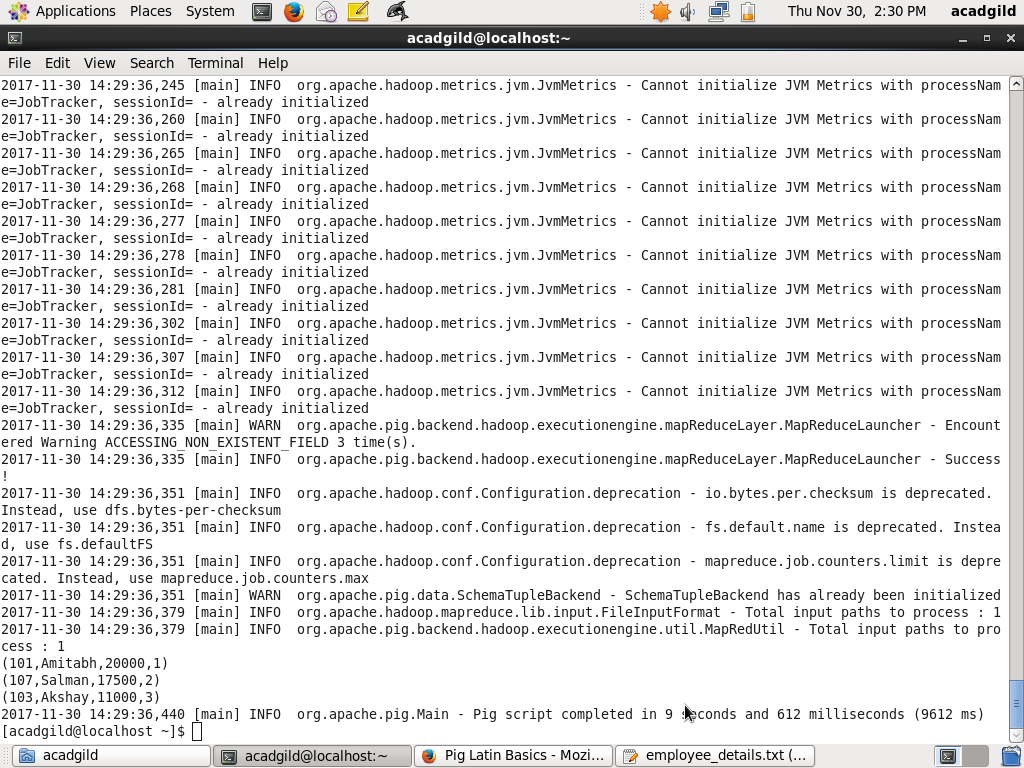 Applications Places System Thu Nov 30, 2:30 PM acadgild
acadgild@localhost:~
File Edit View Search Terminal Help
2017-11-30 14:29:36,245 [main] INFO  org.apache.hadoop.metrics.jvm.JvmMetrics - Cannot initialize JVM Metrics with processNam
e=JobTracker, sessionId= - already initialized
2017-11-30 14:29:36,260 [main] INFO  org.apache.hadoop.metrics.jvm.JvmMetrics - Cannot initialize JVM Metrics with processNam
e=JobTracker, sessionId= - already initialized
2017-11-30 14:29:36,265 [main] INFO  org.apache.hadoop.metrics.jvm.JvmMetrics - Cannot initialize JVM Metrics with processNam
e=JobTracker, sessionId= - already initialized
2017-11-30 14:29:36,268 [main] INFO  org.apache.hadoop.metrics.jvm.JvmMetrics - Cannot initialize JVM Metrics with processNam
e=JobTracker, sessionId= - already initialized
2017-11-30 14:29:36,277 [main] INFO  org.apache.hadoop.metrics.jvm.JvmMetrics - Cannot initialize JVM Metrics with processNam
e=JobTracker, sessionId= - already initialized
2017-11-30 14:29:36,278 [main] INFO  org.apache.hadoop.metrics.jvm.JvmMetrics - Cannot initialize JVM Metrics with processNam
e=JobTracker, sessionId= - already initialized
2017-11-30 14:29:36,281 [main] INFO  org.apache.hadoop.metrics.jvm.JvmMetrics - Cannot initialize JVM Metrics with processNam
e=JobTracker, sessionId= - already initialized
2017-11-30 14:29:36,302 [main] INFO  org.apache.hadoop.metrics.jvm.JvmMetrics - Cannot initialize JVM Metrics with processNam
e=JobTracker, sessionId= - already initialized
2017-11-30 14:29:36,307 [main] INFO  org.apache.hadoop.metrics.jvm.JvmMetrics - Cannot initialize JVM Metrics with processNam
e=JobTracker, sessionId= - already initialized
2017-11-30 14:29:36,312 [main] INFO  org.apache.hadoop.metrics.jvm.JvmMetrics - Cannot initialize JVM Metrics with processNam
e=JobTracker, sessionId= - already initialized
2017-11-30 14:29:36,335 [main] WARN  org.apache.pig.backend.hadoop.executionengine.mapReduceLayer.MapReduceLauncher - Encount
ered Warning ACCESSING_NON_EXISTENT_FIELD 3 time(s).
2017-11-30 14:29:36,335 [main] INFO  org.apache.pig.backend.hadoop.executionengine.mapReduceLayer.MapReduceLauncher - Success
!
2017-11-30 14:29:36,351 [main] INFO  org.apache.hadoop.conf.Configuration.deprecation - io.bytes.per.checksum is deprecated.
Instead, use dfs.bytes-per-checksum
2017-11-30 14:29:36,351 [main] INFO  org.apache.hadoop.conf.Configuration.deprecation - fs.default.name is deprecated. Instea
d, use fs.defaultFS
2017-11-30 14:29:36,351 [main] INFO  org.apache.hadoop.conf.Configuration.deprecation - mapreduce.job.counters.limit is depre
cated. Instead, use mapreduce.job.counters.max
2017-11-30 14:29:36,351 [main] WARN  org.apache.pig.data.SchemaTupleBackend - SchemaTupleBackend has already been initialized
2017-11-30 14:29:36,379 [main] INFO  org.apache.hadoop.mapreduce.lib.input.FileInputFormat - Total input paths to process : 1
2017-11-30 14:29:36,379 [main] INFO  org.apache.pig.backend.hadoop.executionengine.util.MapRedUtil - Total input paths to pro
cess : 1
(101,Amitabh,20000,1)
(107,Salman,17500,2)
(103,Akshay,11000,3)
2017-11-30 14:29:36,440 [main] INFO  org.apache.pig.Main - Pig script completed in 9 seconds and 612 milliseconds (9612 ms)
[acadgild@localhost ~]$
acadgild acadgild@localhost:~ Pig Latin Basics - Mozi... employee_details.txt (...